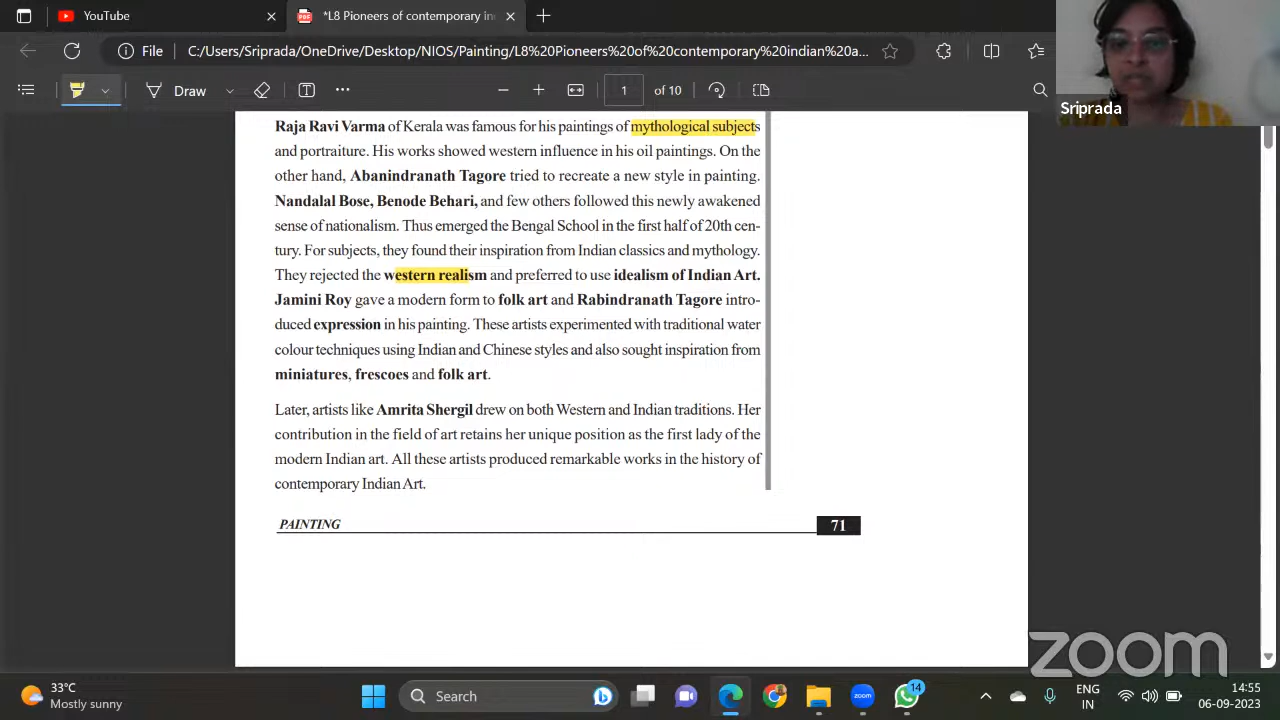 YouTube
*L8 Pioneers of contemporary in
File
C:/Users/Sriprada/OneDrive/Desktop/NIOS/Painting/L8%20Pioneers%20of%20contemporary%20indian%20a...
Draw
1 of 10
Sriprada
Raja Ravi Varma of Kerala was famous for his paintings of mythological subjects
and portraiture. His works showed western influence in his oil paintings. On the
other hand, Abanindranath Tagore tried to recreate a new style in painting.
Nandalal Bose, Benode Behari, and few others followed this newly awakened
sense of nationalism. Thus emerged the Bengal School in the first half of 20th cen-
tury. For subjects, they found their inspiration from Indian classics and mythology.
They rejected the western realism and preferred to use idealism of Indian Art.
Jamini Roy gave a modern form to folk art and Rabindranath Tagore intro-
duced expression in his painting. These artists experimented with traditional water
colour techniques using Indian and Chinese styles and also sought inspiration from
miniatures, frescoes and folk art.
Later, artists like Amrita Shergil drew on both Western and Indian traditions. Her
contribution in the field of art retains her unique position as the first lady of the
modern Indian art. All these artists produced remarkable works in the history of
contemporary Indian Art.
PAINTING
71
zoom
33°C
Mostly sunny
Search
zoom
14
ENG
IN
14:55
06-09-2023